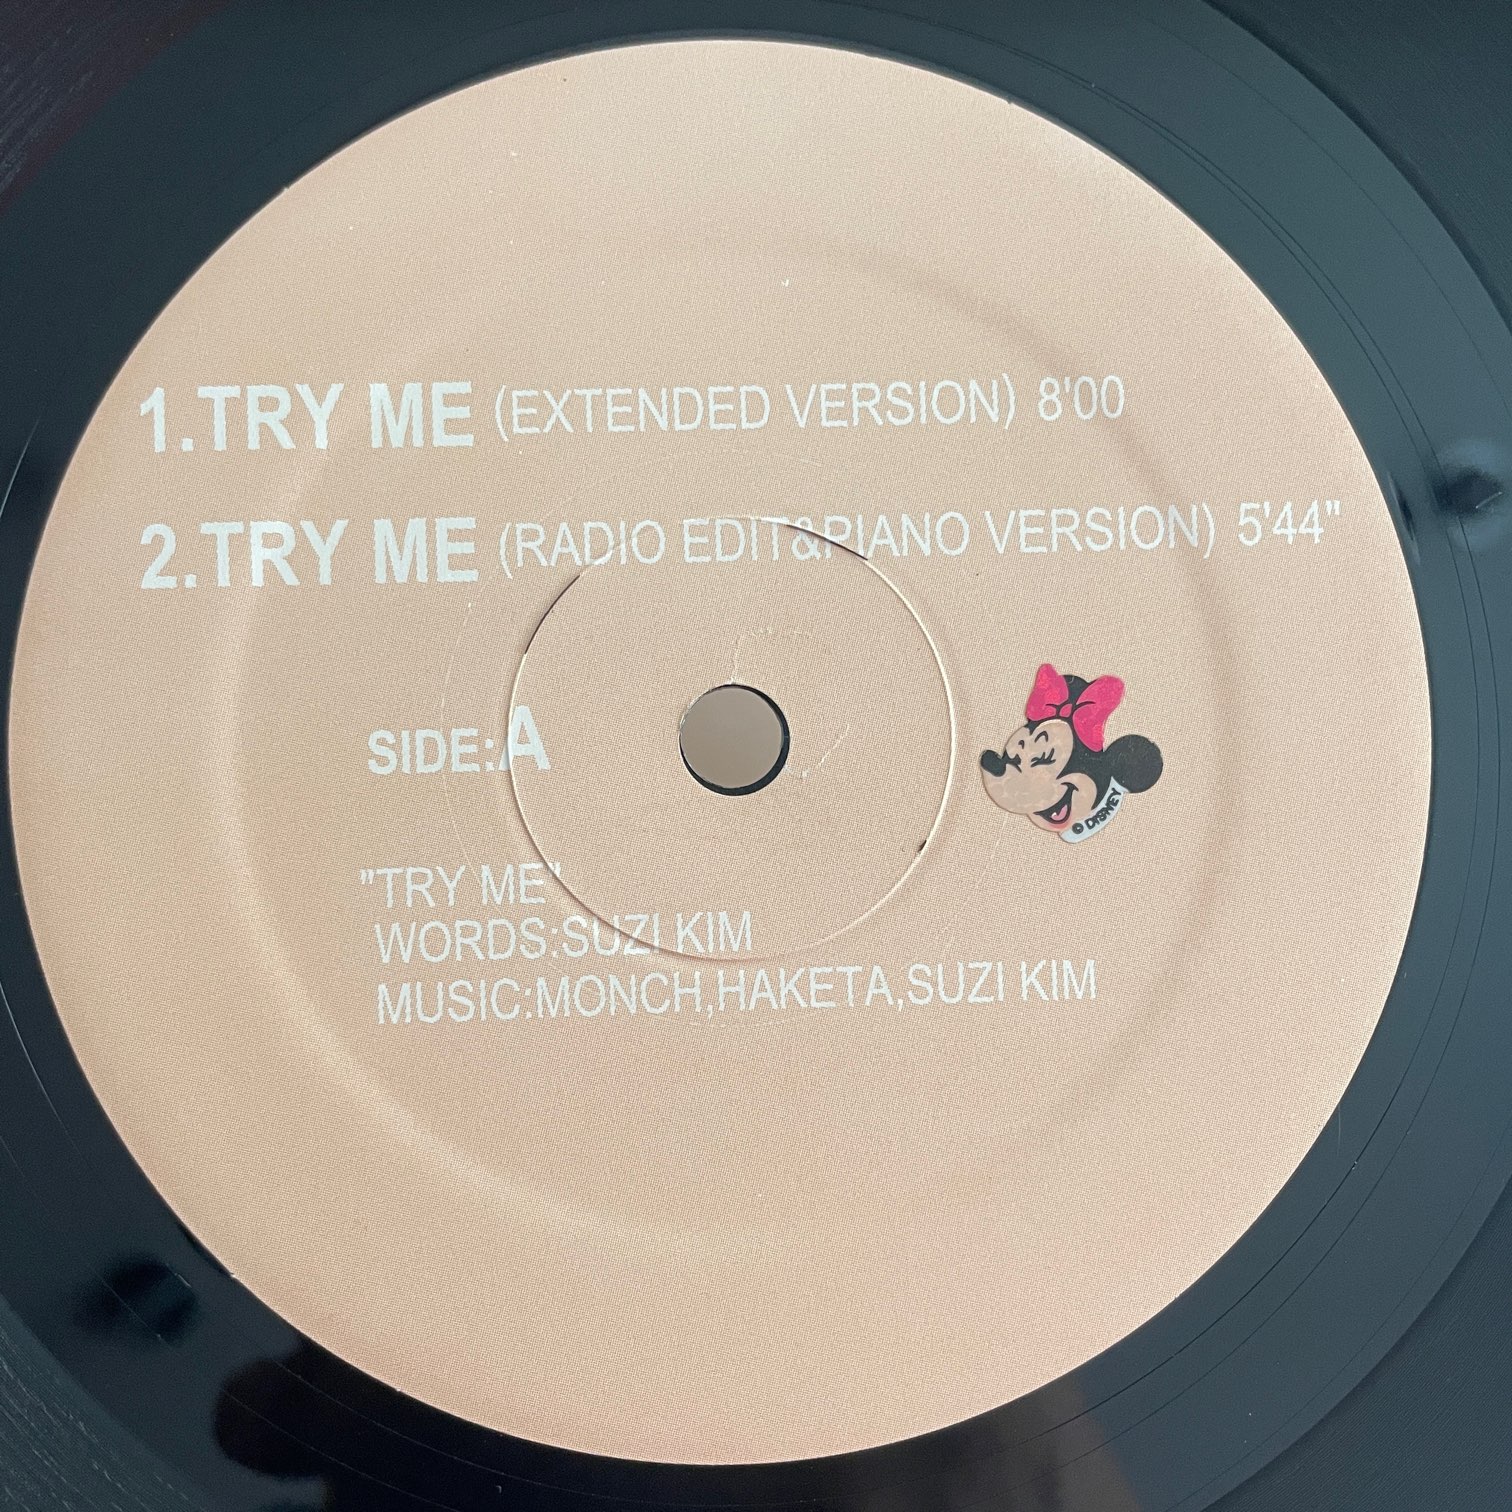 1.TRY ME (EXTENDED VERSION) 8'00
2.TRY ME (RADIO EDIT&PIANO VERSION) 5'44"
SIDE:A
© DISNEY
"TRY ME"
WORDS:SUZI KIM
MUSIC:MONCH,HAKETA,SUZI KIM